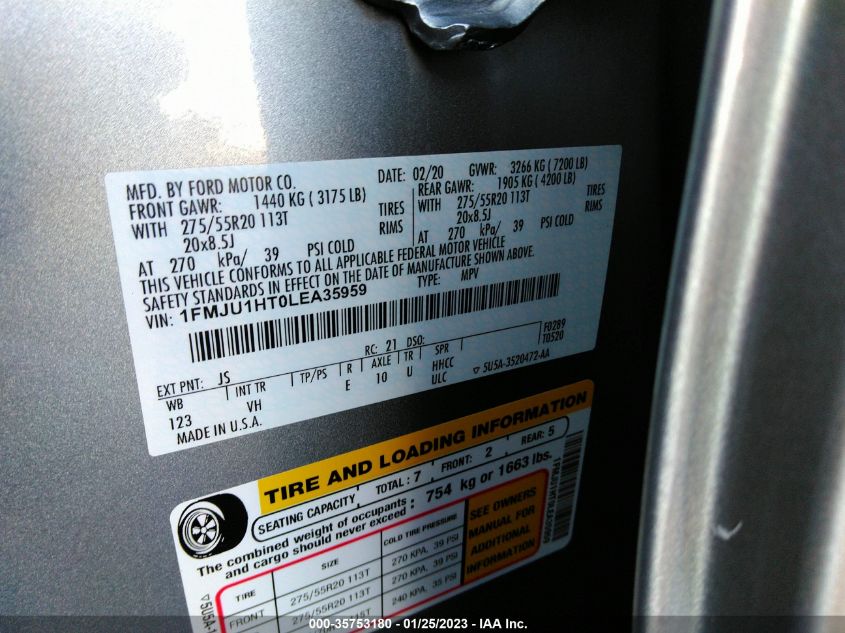 MFD. BY FORD MOTOR CO.
DATE: 02/20 GVWR: 3266 KG ( 7200 LB)
FRONT GAWR: 1440 KG ( 3175 LB)
REAR GAWR: 1905 KG ( 4200 LB)
WITH 275/55R20 113T TIRES
WITH 275/55R20 113T TIRES
20x8.5J RIMS
20x8.5J RIMS
AT 270 kPa/ 39 PSI COLD
AT 270 kPa/ 39 PSI COLD
THIS VEHICLE CONFORMS TO ALL APPLICABLE FEDERAL MOTOR VEHICLE
SAFETY STANDARDS IN EFFECT ON THE DATE OF MANUFACTURE SHOWN ABOVE.
VIN: 1FMJU1HT0LEA35959 TYPE: MPV
F0289
T0520
EXT PNT: JS RC: 21 DSO:
WB INT TR TP/PS R AXLE TR SPR
123 VH E 10 U HHCC
ULC
▽ 5U5A-3520472-AA
MADE IN U.S.A.
TIRE AND LOADING INFORMATION
SEATING CAPACITY TOTAL: 7 FRONT: 2 REAR: 5
The combined weight of occupants
and cargo should never exceed : 754 kg or 1663 lbs.
TIRE SIZE COLD TIRE PRESSURE
FRONT 275/55R20 113T 270 KPA, 39 PSI
275/55R20 113T 270 KPA, 39 PSI
240 KPA, 35 PSI
SEE OWNERS
MANUAL FOR
ADDITIONAL
INFORMATION
000-35753180 - 01/25/2023 - IAA Inc.